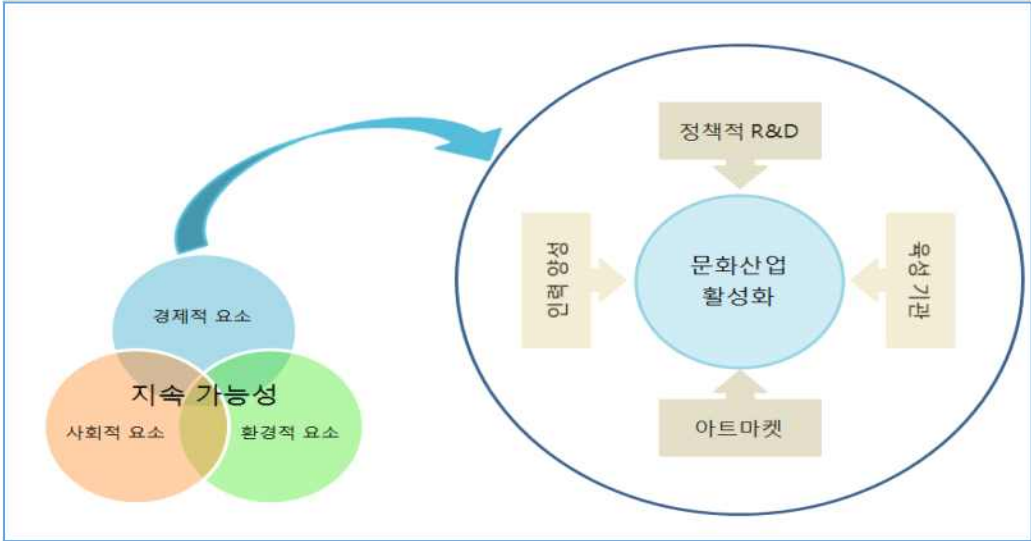 정책적 R&D
인력 양성
문화산업
활성화
육성 기관
아트마켓
경제적 요소
지속 가능성
사회적 요소
환경적 요소